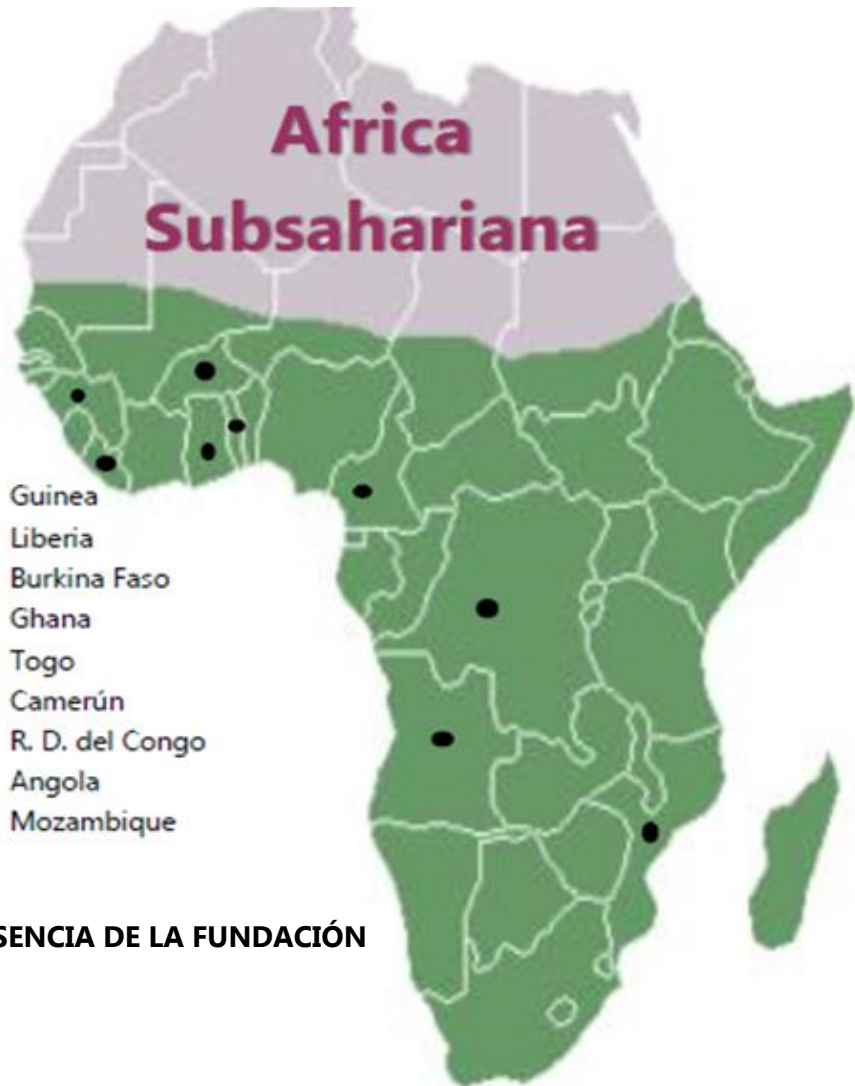 Africa
Subsahariana
Guinea
Liberia
Burkina Faso
Ghana
Togo
Camerún
R. D. del Congo
Angola
Mozambique
SENCIA DE LA FUNDACIÓN